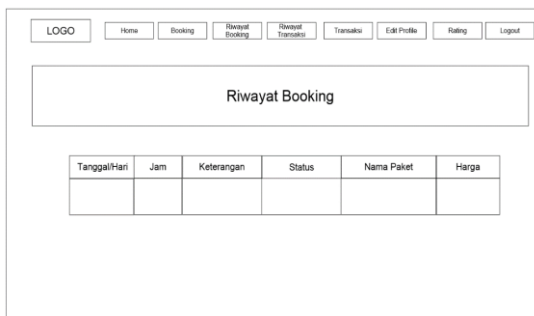 LOGO
Home
Booking
Riwayat
Booking
Riwayat
Transaksi
Transaksi
Edit Profile
Rating
Logout
Riwayat Booking
Tanggal/Hari Jam Keterangan Status Nama Paket Harga